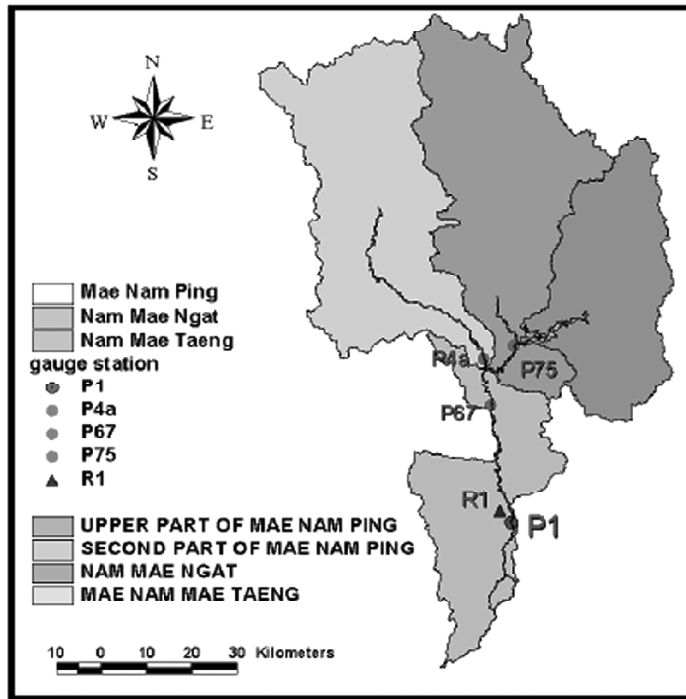 N
W E
S
Mae Nam Ping
Nam Mae Ngat
Nam Mae Taeng
gauge station
P1
P4a
P67
P75
R1
P4a
P75
P67
R1
P1
UPPER PART OF MAE NAM PING
SECOND PART OF MAE NAM PING
NAM MAE NGAT
MAE NAM MAE TAENG
10 0 10 20 30 Kilometers